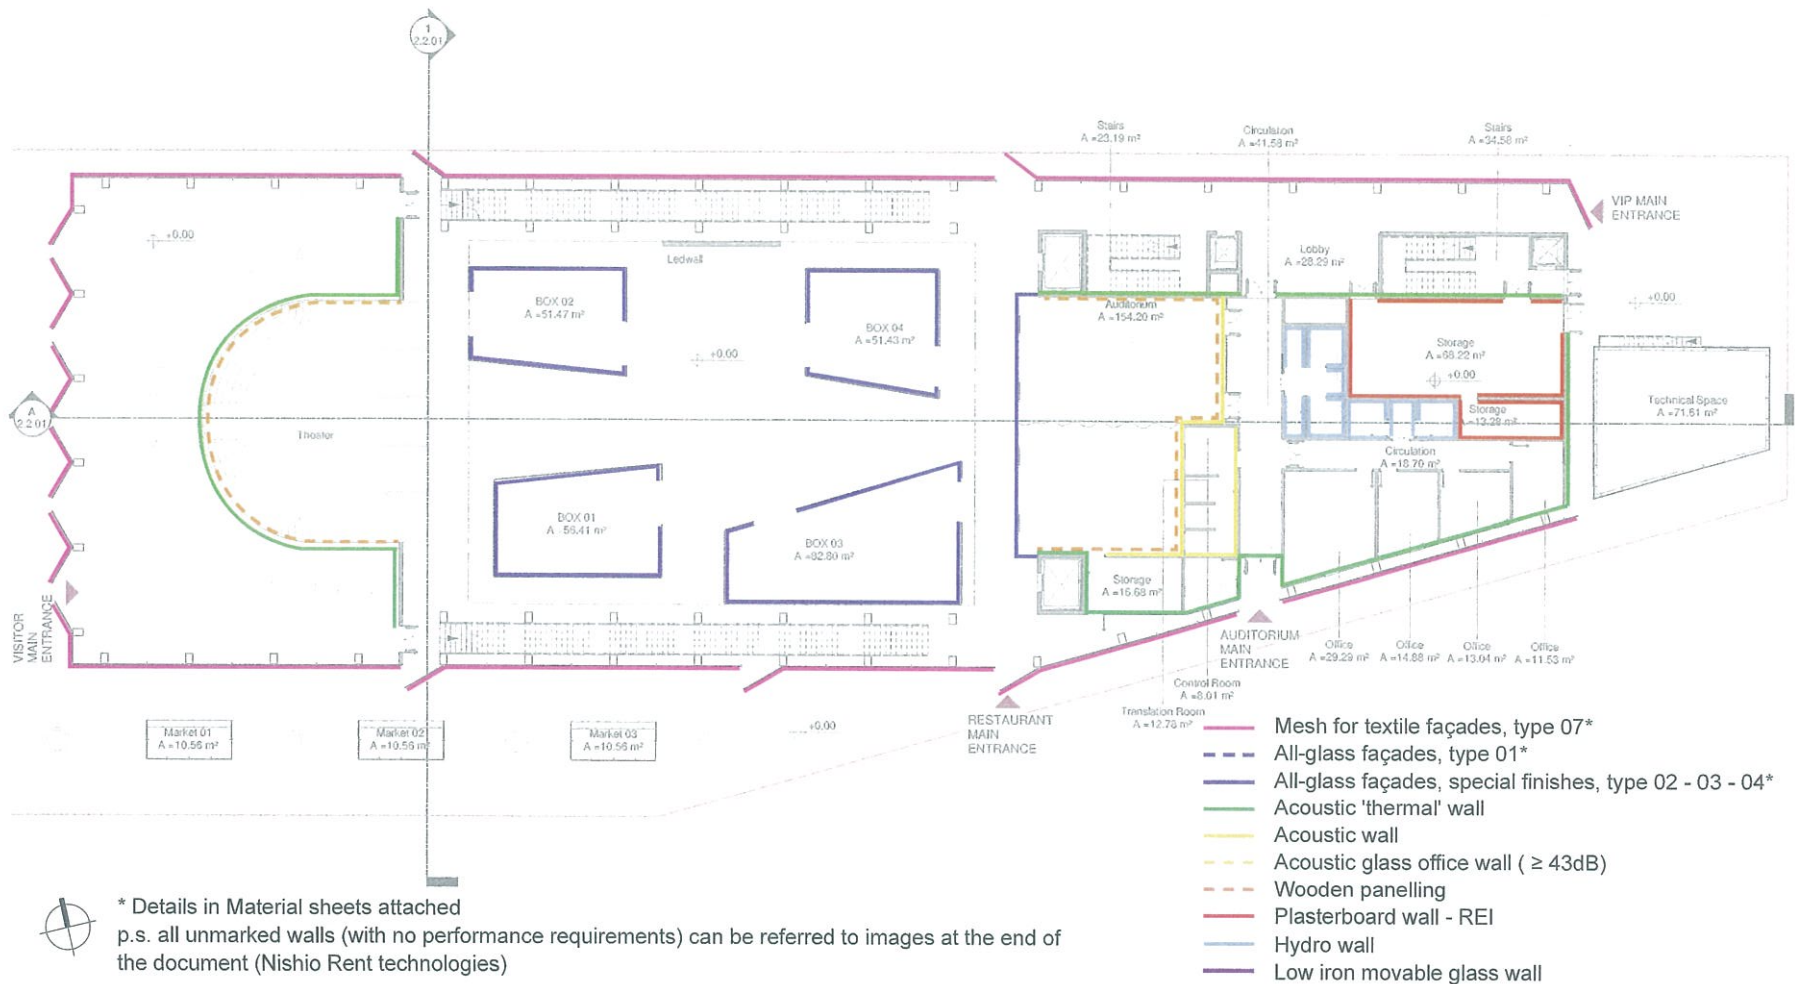 1
2.2.01
Stairs
A =23.19 m²
Circulation
A =41.58 m²
Stairs
A =34.58 m²
VIP MAIN
ENTRANCE
+0.00
Ledwall
Lobby
A =28.29 m²
+0.00
BOX 02
A =51.47 m²
BOX 04
A =51.43 m²
+0.00
Auditorium
A =154.20 m²
Storage
A =68.22 m²
+0.00
A
2.2.01
Storage
Technical Space
Theater
Circulation
A =18.70 m²
BOX 01
A =56.41 m²
BOX 03
A =82.80 m²
Storage
A =16.68 m²
VISITOR
MAIN
ENTRANCE
AUDITORIUM
MAIN
ENTRANCE
Office
A =29.29 m²
Office
A =14.88 m²
Office
A =13.04 m²
Office
A =11.53 m²
Control Room
A =8.01 m²
Translation Room
A =12.78 m²
RESTAURANT
MAIN
ENTRANCE
+0.00
Market 01
A =10.56 m²
Market 02
A =10.56 m²
Market 03
A =10.56 m²
Mesh for textile façades, type 07*
All-glass façades, type 01*
All-glass façades, special finishes, type 02 - 03 - 04*
Acoustic 'thermal' wall
Acoustic wall
Acoustic glass office wall ( ≥ 43dB)
Wooden panelling
Plasterboard wall - REI
Hydro wall
Low iron movable glass wall
* Details in Material sheets attached
p.s. all unmarked walls (with no performance requirements) can be referred to images at the end of
the document (Nishio Rent technologies)